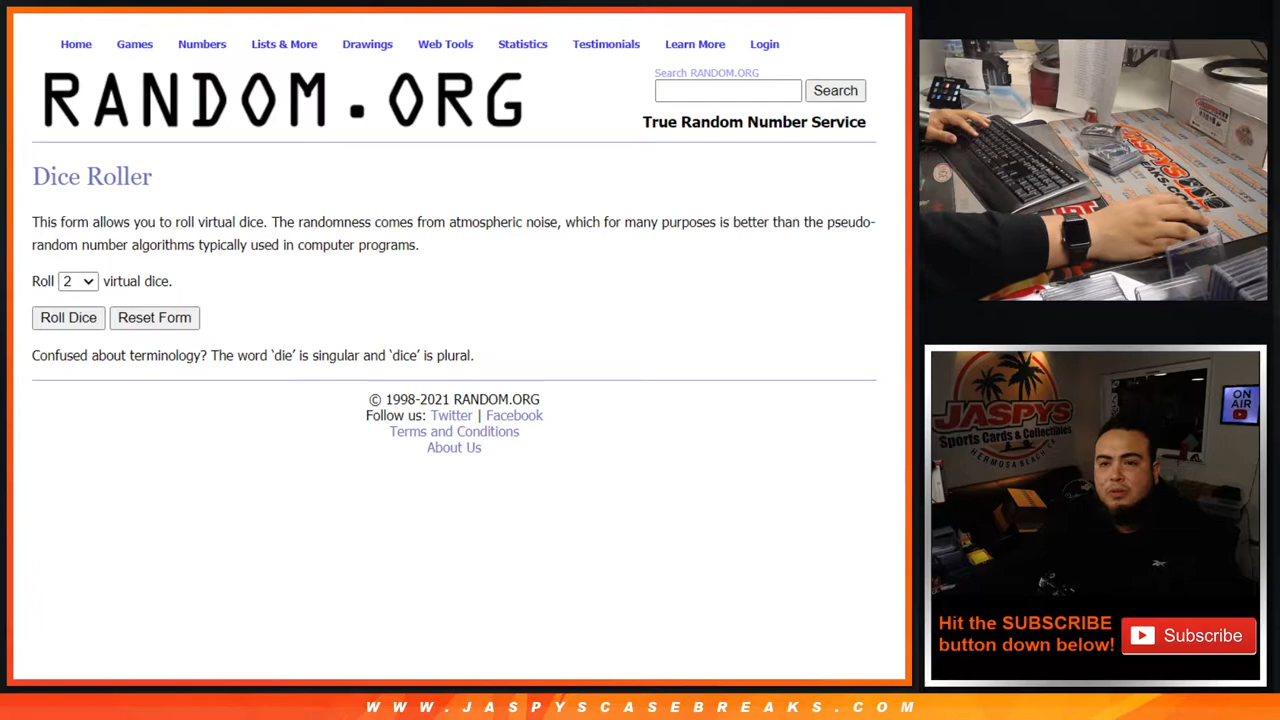 Home Games Numbers Lists & More Drawings Web Tools Statistics Testimonials Learn More Login
RANDOM.ORG
Search RANDOM.ORG
Search
True Random Number Service
Dice Roller
This form allows you to roll virtual dice. The randomness comes from atmospheric noise, which for many purposes is better than the pseudo-
random number algorithms typically used in computer programs.
Roll 2 virtual dice.
Roll Dice Reset Form
Confused about terminology? The word ‘die’ is singular and ‘dice’ is plural.
© 1998-2021 RANDOM.ORG
Follow us: Twitter | Facebook
Terms and Conditions
About Us
JASPYS
JASPYS
Sports Cards & Collectibles
HERMOSA BEACH CA
ON
AIR
Hit the SUBSCRIBE
button down below!
Subscribe
WWW.JASPYSCASEBREAKS.COM